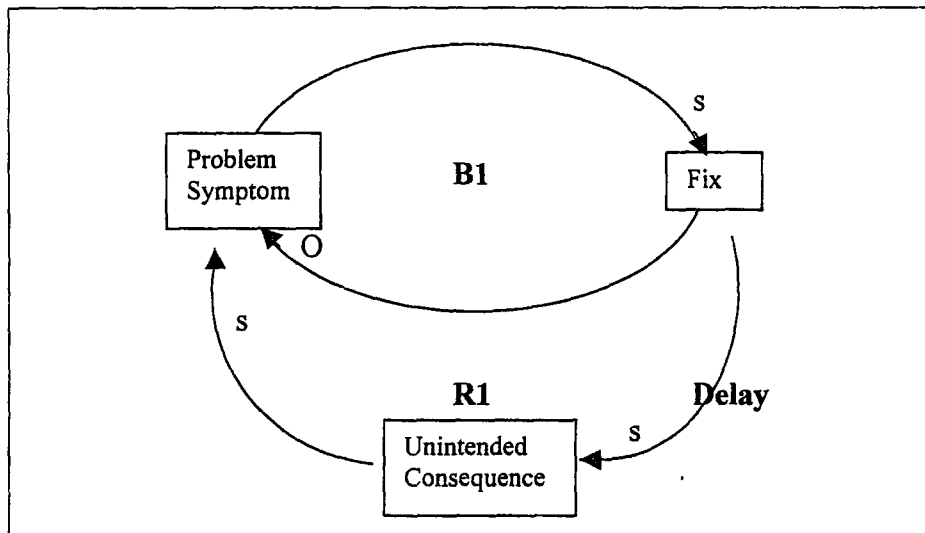 s
Problem
Symptom
B1
Fix
O
s
R1
Delay
s
Unintended
Consequence